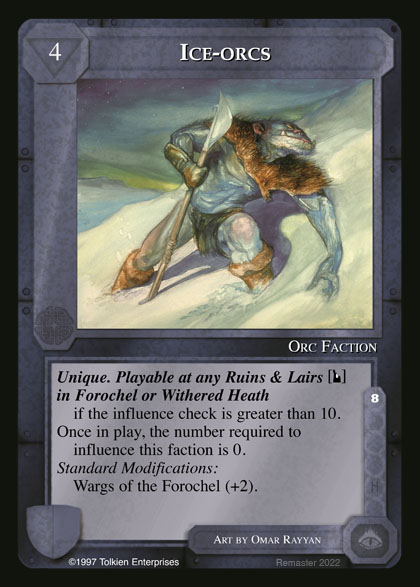 4
ICE-ORCS
ORC FACTION
Unique. Playable at any Ruins & Lairs []
in Forochel or Withered Heath
if the influence check is greater than 10.
Once in play, the number required to
influence this faction is 0.
Standard Modifications:
Wargs of the Forochel (+2).
8
H
ART BY OMAR RAYYAN
©1997 Tolkien Enterprises
Remaster 2022